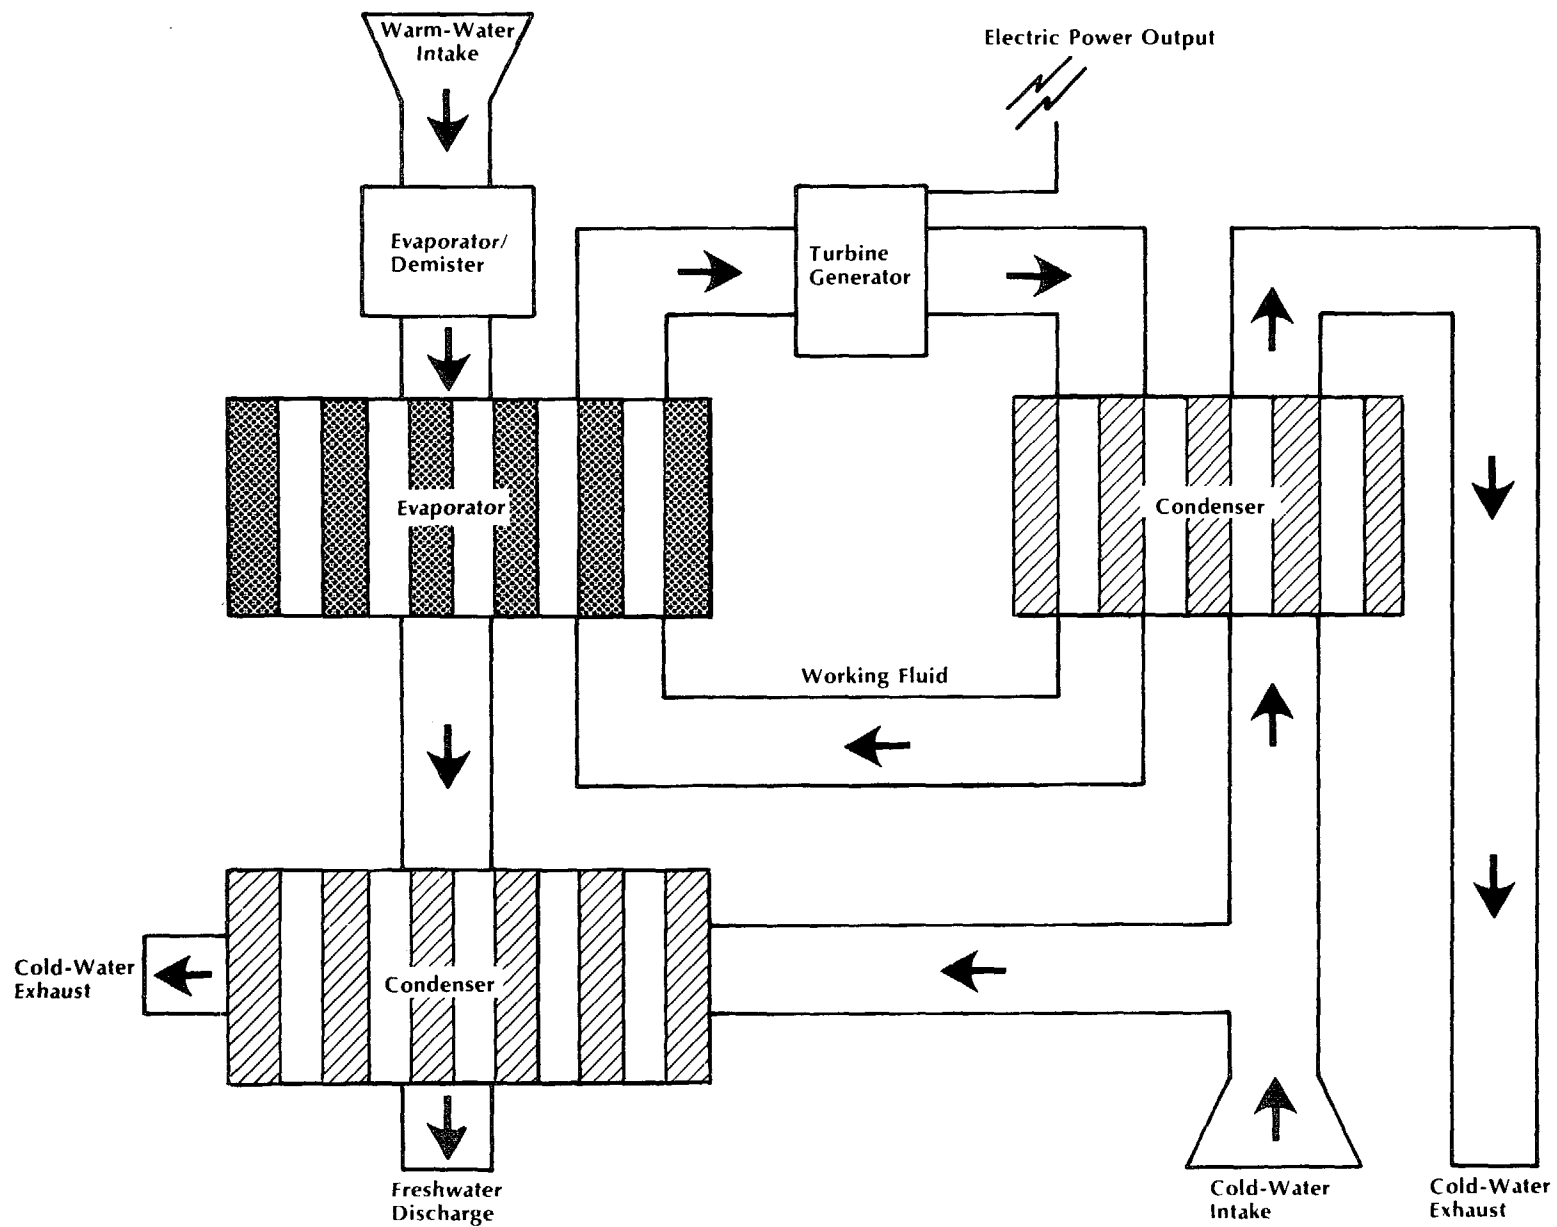 Warm-Water
Intake
Electric Power Output
Evaporator/
Demister
Turbine
Generator
Evaporator
Condenser
Working Fluid
Cold-Water
Exhaust
Condenser
Freshwater
Discharge
Cold-Water
Intake
Cold-Water
Exhaust